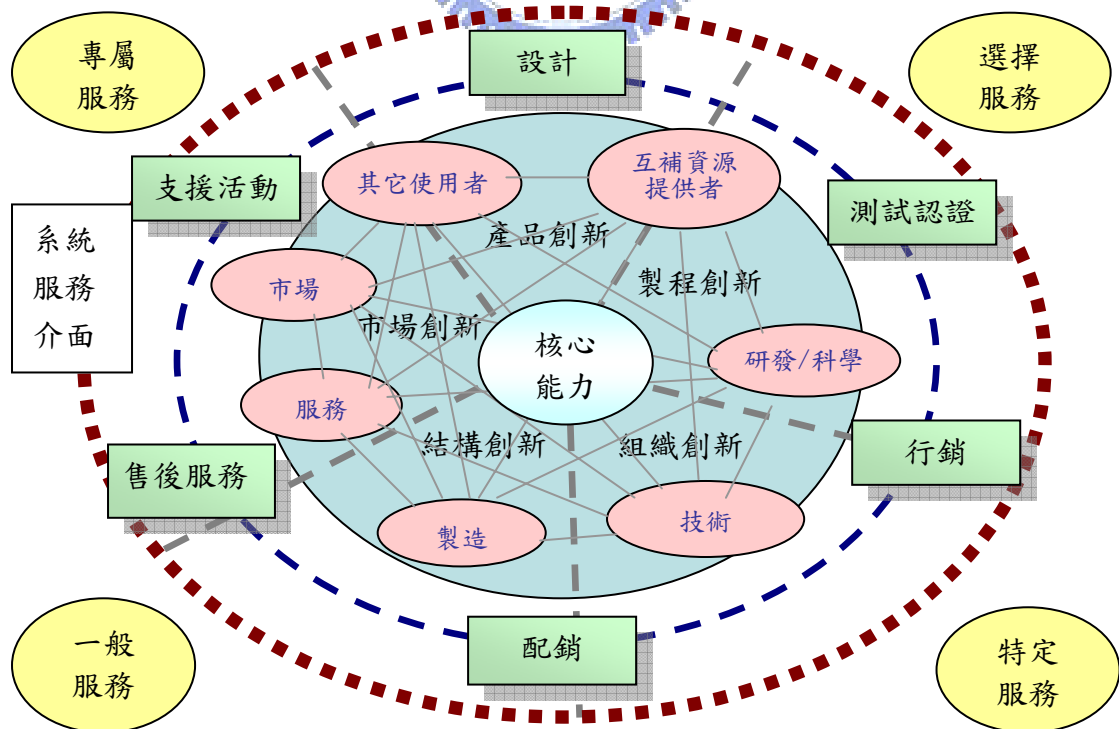 專屬
服務
設計
選擇
服務
支援活動
其它使用者
互補資源
提供者
測試認證
系統
服務
介面
產品創新
市場
製程創新
市場創新
核心
能力
研發/科學
服務
結構創新
組織創新
行銷
售後服務
製造
技術
一般
服務
配銷
特定
服務